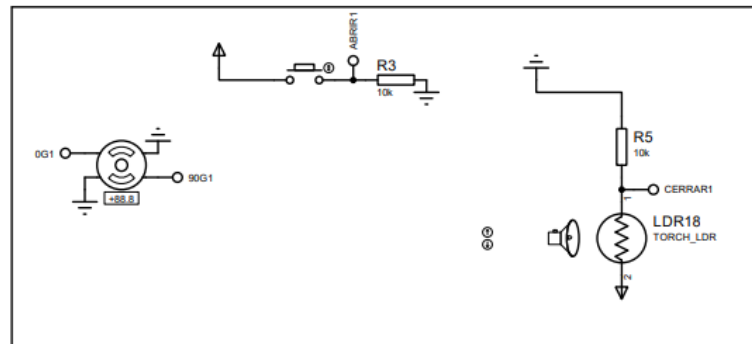 ABRIR1
R3
10k
R5
10k
0G1
90G1
+88.8
CERRAR1
1
LDR18
TORCH_LDR
2